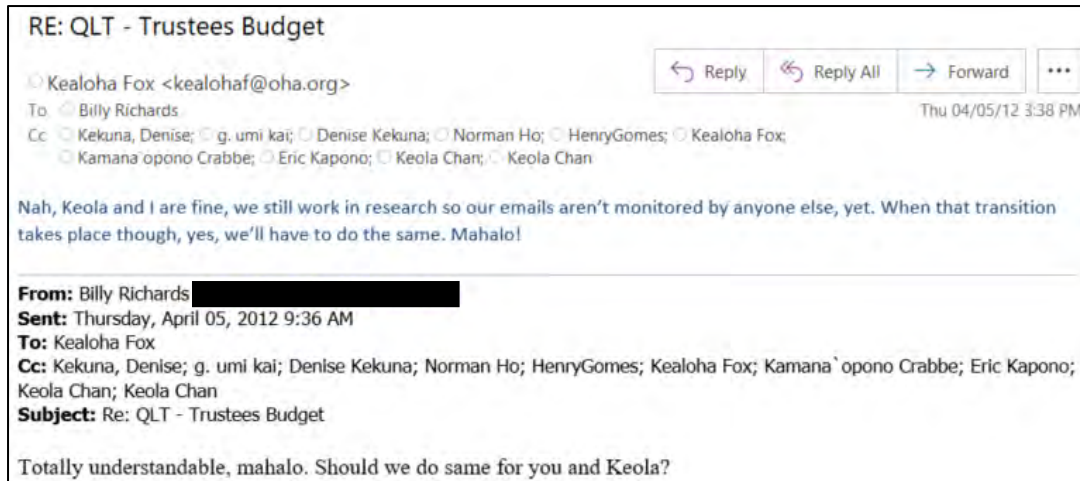 RE: QLT - Trustees Budget
Kealoha Fox <kealohaf@oha.org>
Reply
Reply All
Forward
To Billy Richards
Thu 04/05/12 3:38 PM
Cc Kekuna, Denise; g. umi kai; Denise Kekuna; Norman Ho; HenryGomes; Kealoha Fox;
Kamana`opono Crabbe; Eric Kapono; Keola Chan; Keola Chan
Nah, Keola and I are fine, we still work in research so our emails aren't monitored by anyone else, yet. When that transition
takes place though, yes, we'll have to do the same. Mahalo!
From: Billy Richards
Sent: Thursday, April 05, 2012 9:36 AM
To: Kealoha Fox
Cc: Kekuna, Denise; g. umi kai; Denise Kekuna; Norman Ho; HenryGomes; Kealoha Fox; Kamana`opono Crabbe; Eric Kapono;
Keola Chan; Keola Chan
Subject: Re: QLT - Trustees Budget
Totally understandable, mahalo. Should we do same for you and Keola?